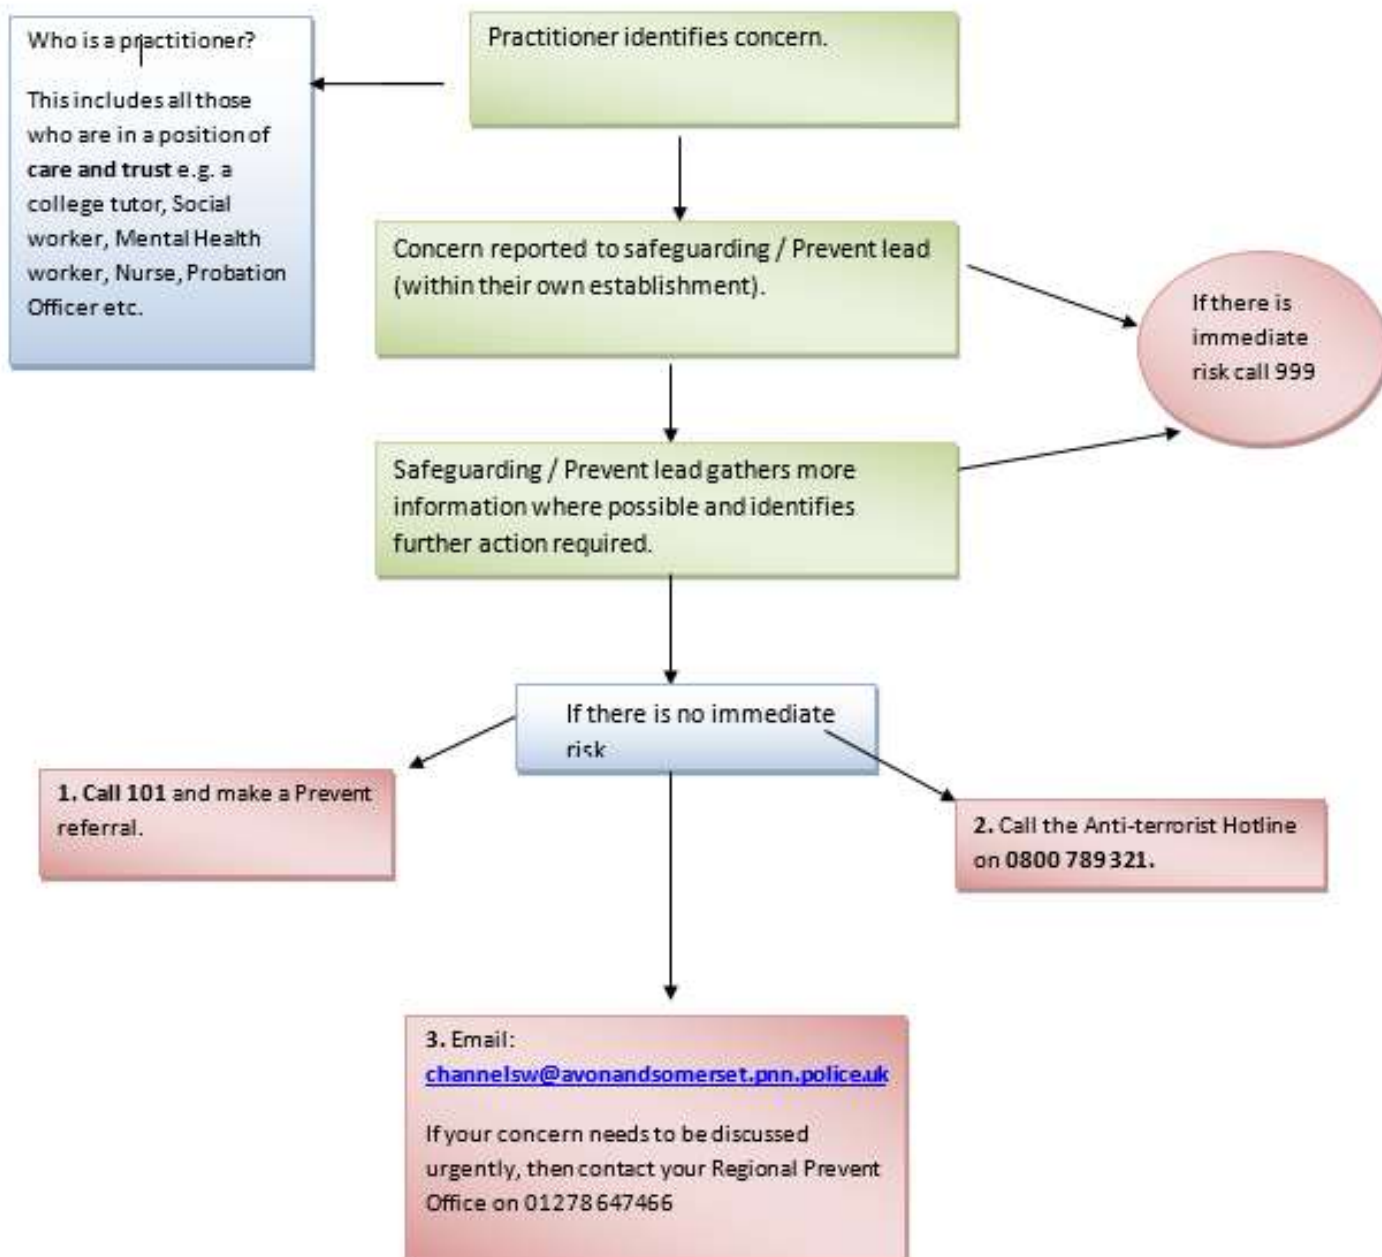 Who is a practitioner?
This includes all those
who are in a position of
care and trust e.g. a
college tutor, Social
worker, Mental Health
worker, Nurse, Probation
Officer etc.
Practitioner identifies concern.
Concern reported to safeguarding / Prevent lead
(within their own establishment).
If there is
immediate
risk call 999
Safeguarding / Prevent lead gathers more
information where possible and identifies
further action required.
If there is no immediate
risk
1. Call 101 and make a Prevent
referral.
2. Call the Anti-terrorist Hotline
on 0800 789 321.
3. Email:
channelsw@avonandsomerset.pnn.police.uk
If your concern needs to be discussed
urgently, then contact your Regional Prevent
Office on 01278 647466